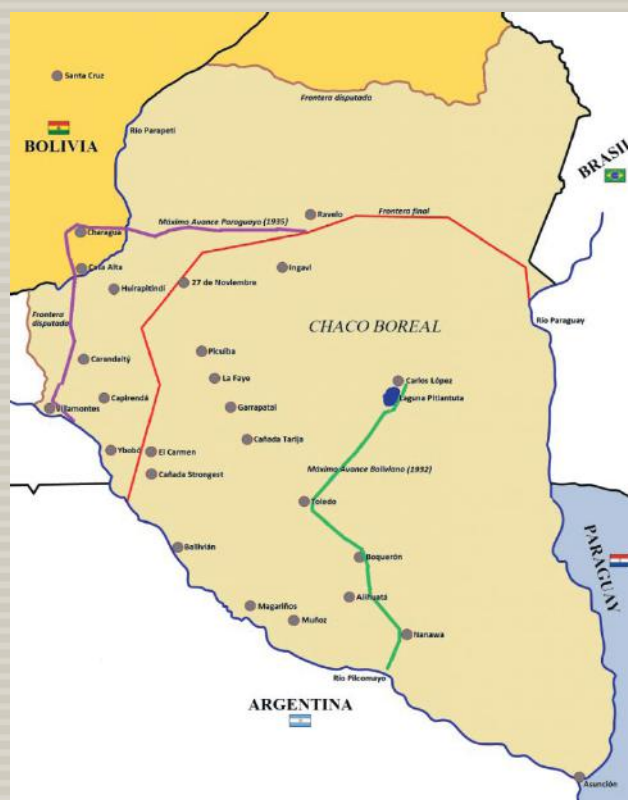 Santa Cruz
Frontera disputada
Río Parapetí
BOLIVIA
BRASIL
Máximo Avance Paraguayo (1935)
Ravelo
Frontera final
Charagua
Casa Alta
Ingavi
27 de Noviembre
Huirapitindi
Frontera
disputada
Río Paraguay
CHACO BOREAL
Picuiba
Carandaitý
La Faye
Carlos López
Laguna Pitiantuta
Capirendá
Garrapatal
Villamontes
Cañada Tarija
Ybobó
El Carmen
Máximo Avance Boliviano (1932)
Cañada Strongest
Toledo
PARAGUAY
Ballivián
Boquerón
Alihuatá
Magariños
Muñoz
Nanawa
Río Pilcomayo
ARGENTINA
Asunción